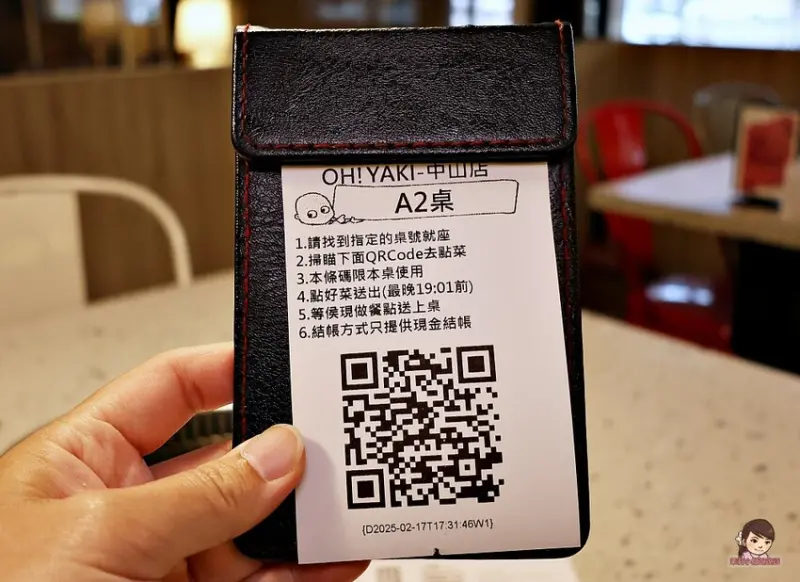 OH! YAKI-中山店
A2桌
1.請找到指定的桌號就座
2.掃瞄下面QRCode去點菜
3.本條碼限本桌使用
4.點好菜送出(最晚19:01前)
5.等侯現做餐點送上桌
6.結帳方式只提供現金結帳
{D2025-02-17T17:31:46W1}